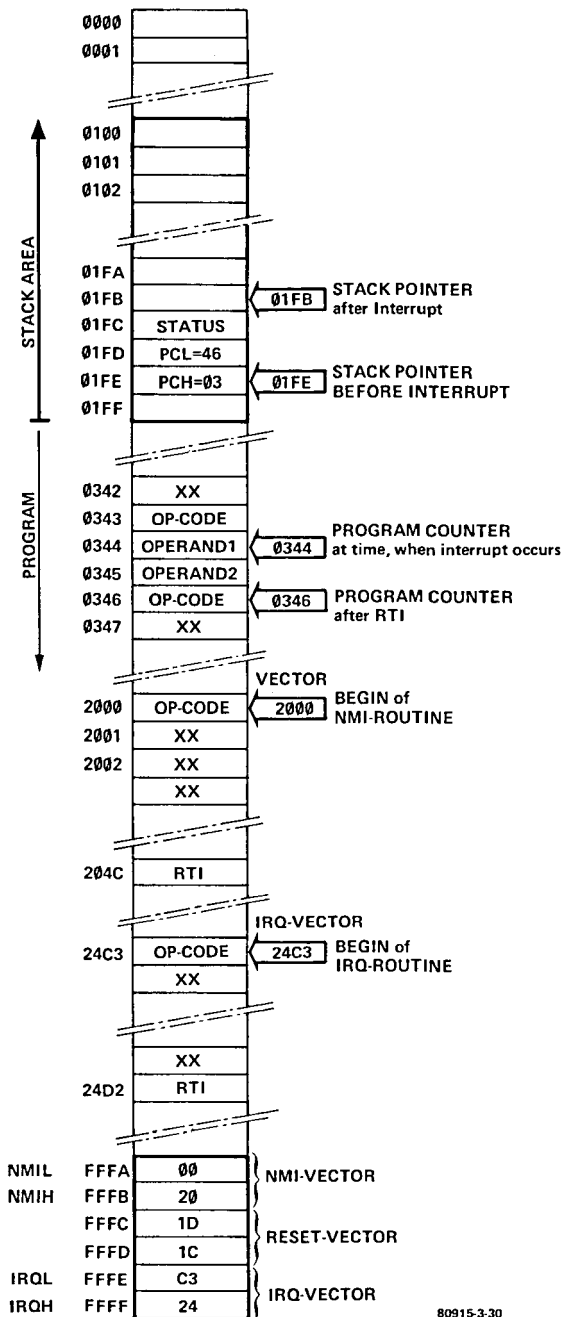 0000
0001
0100
0101
0102
STACK AREA
01FA
01FB 01FB STACK POINTER
after Interrupt
01FC STATUS
01FD PCL=46
01FE PCH=03 01FE STACK POINTER
BEFORE INTERRUPT
01FF
PROGRAM
0342 XX
0343 OP-CODE
0344 OPERAND1 0344 PROGRAM COUNTER
at time, when interrupt occurs
0345 OPERAND2
0346 OP-CODE 0346 PROGRAM COUNTER
after RTI
0347 XX
VECTOR
2000 OP-CODE 2000 BEGIN of
NMI-ROUTINE
2001 XX
2002 XX
XX
204C RTI
IRQ-VECTOR
24C3 OP-CODE 24C3 BEGIN of
IRQ-ROUTINE
XX
XX
24D2 RTI
NMIL FFFA 00
NMI-VECTOR
NMIH FFFB 20
FFFC 1D
RESET-VECTOR
FFFD 1C
IRQL FFFE C3
IRQ-VECTOR
IRQH FFFF 24
80915-3-30